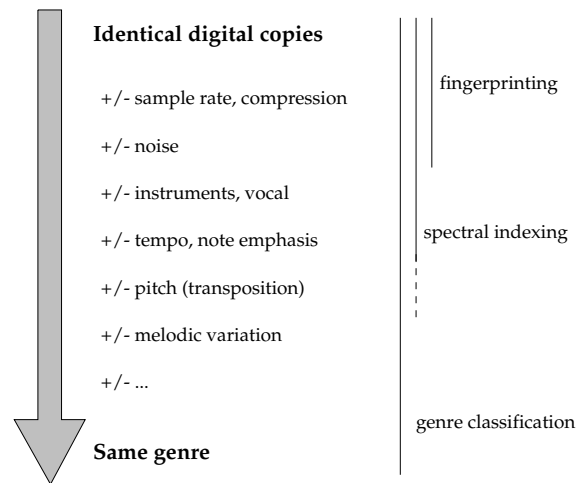 Identical digital copies
+/- sample rate, compression
+/- noise
+/- instruments, vocal
+/- tempo, note emphasis
+/- pitch (transposition)
+/- melodic variation
+/- ...
Same genre
fingerprinting
spectral indexing
genre classification